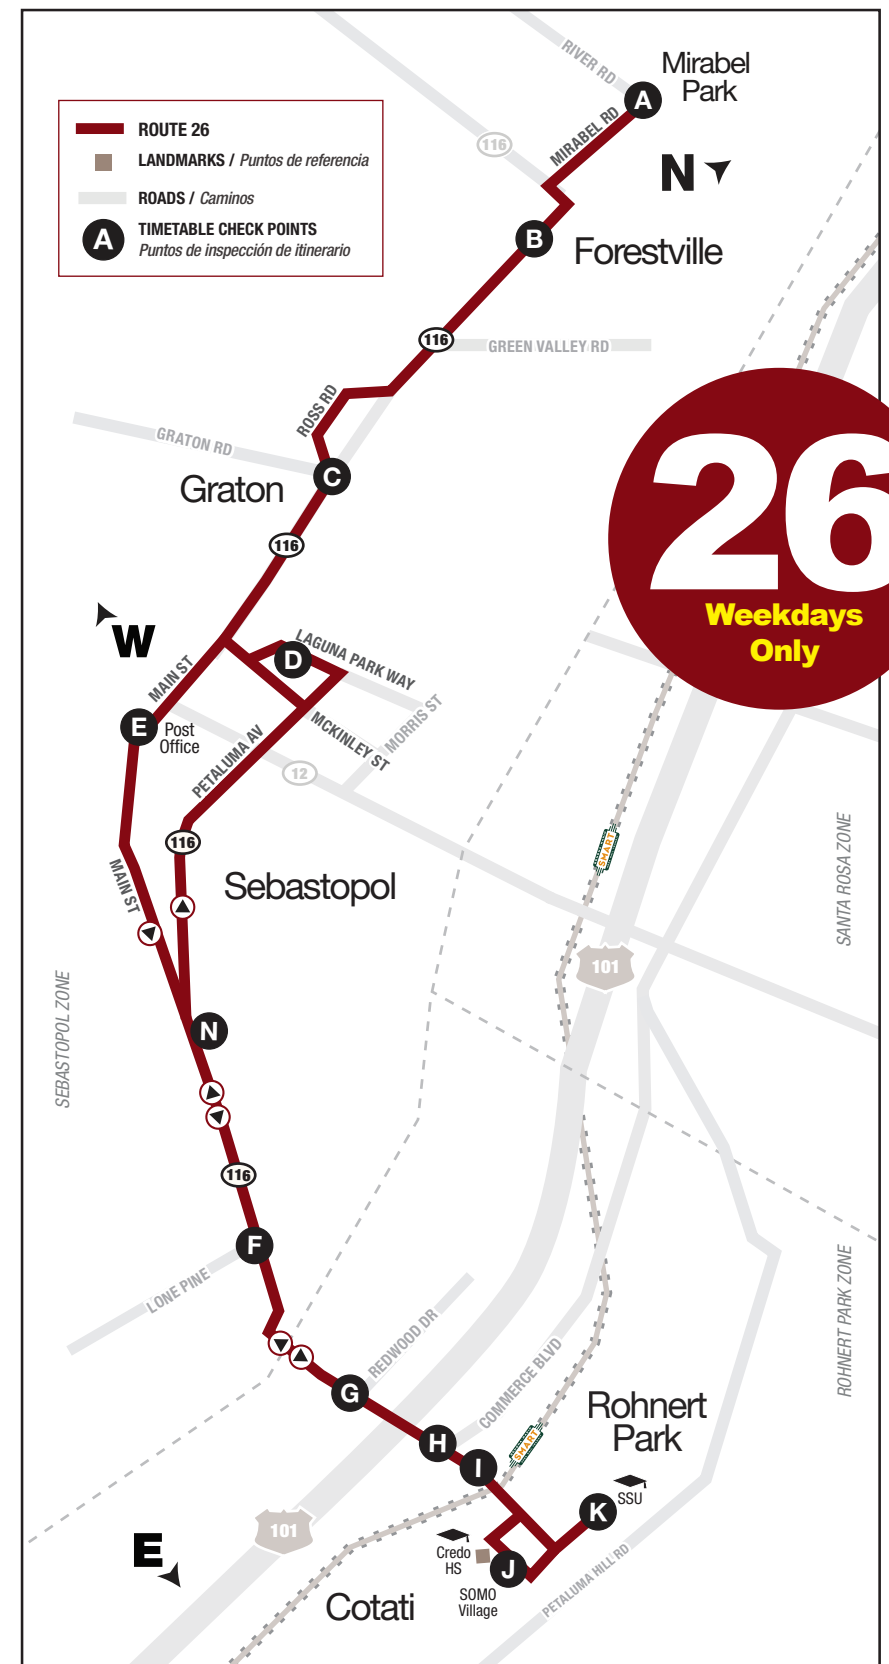 RIVER RD
A
Mirabel
Park
ROUTE 26
LANDMARKS / Puntos de referencia
ROADS / Caminos
A
TIMETABLE CHECK POINTS
Puntos de inspección de itinerario
116
MIRABEL RD
N
B
Forestville
116
GREEN VALLEY RD
ROSS RD
GRATON RD
C
Graton
116
26
Weekdays
Only
W
MAIN ST
D
LAGUNA PARK WAY
MORRIS ST
MCKINLEY ST
E
Post
Office
PETALUMA AV
12
116
MAIN ST
Sebastopol
SMART
SANTA ROSA ZONE
101
SEBASTOPOL ZONE
N
116
F
LONE PINE
ROHNERT PARK ZONE
REDWOOD DR
G
COMMERCE BLVD
Rohnert
Park
H
SMART
I
SSU
K
101
Credo
HS
J
E
SOMO
Village
PETALUMA HILL RD
Cotati